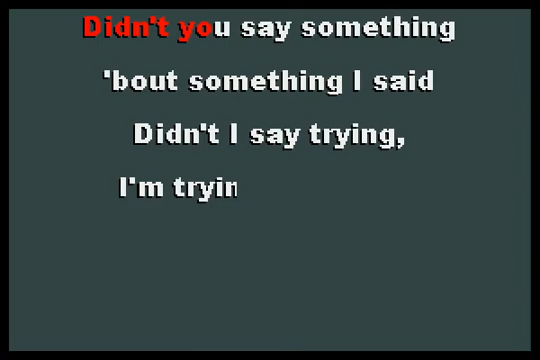 Didn't you say something
'bout something I said
Didn't I say trying,
I'm tryin